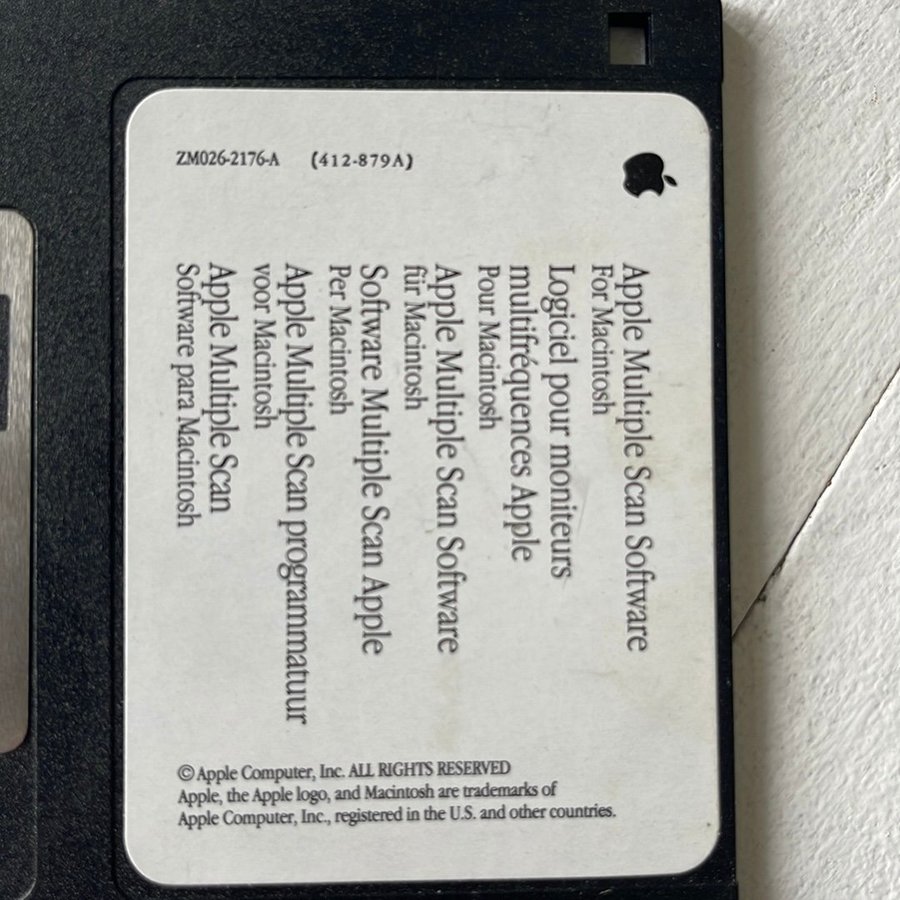 ZM026-2176-A (412-879A)
Apple Multiple Scan Software
For Macintosh
Logiciel pour moniteurs
multifréquences Apple
Pour Macintosh
Apple Multiple Scan Software
für Macintosh
Software Multiple Scan Apple
Per Macintosh
Apple Multiple Scan programmatuur
voor Macintosh
Apple Multiple Scan
Software para Macintosh
© Apple Computer, Inc. ALL RIGHTS RESERVED
Apple, the Apple logo, and Macintosh are trademarks of
Apple Computer, Inc., registered in the U.S. and other countries.